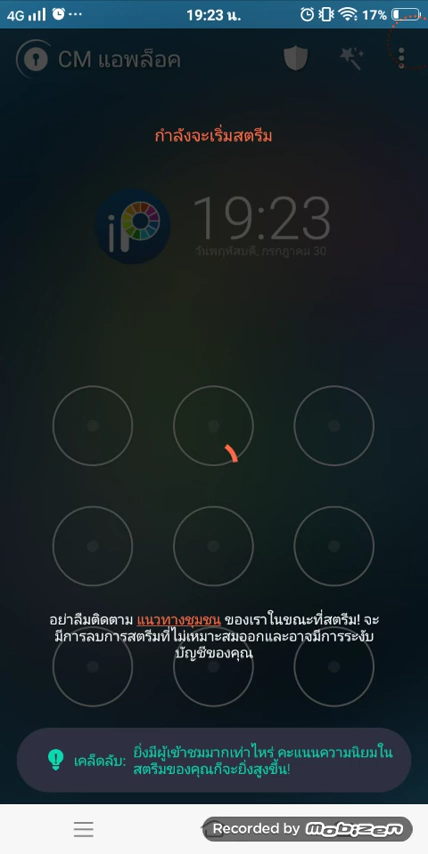 4G 19:23 น. 17%
CM แอพล็อค
กำลังจะเริ่มสตรีม
iP 19:23
วันพฤหัสบดี, กรกฎาคม 30
อย่าลืมติดตาม แนวทางชุมชน ของเราในขณะที่สตรีม! จะ
มีการลบการสตรีมที่ไม่เหมาะสมออกและอาจมีการระงับ
บัญชีของคุณ
เคล็ดลับ: ยิ่งมีผู้เข้าชมมากเท่าไหร่ คะแนนความนิยมใน
สตรีมของคุณก็จะยิ่งสูงขึ้น!
Recorded by mobizen